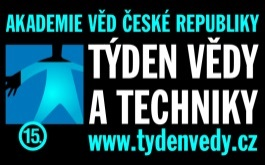 AKADEMIE VĚD ČESKÉ REPUBLIKY
TÝDEN VĚDY
A TECHNIKY
15.
www.tydenvedy.cz